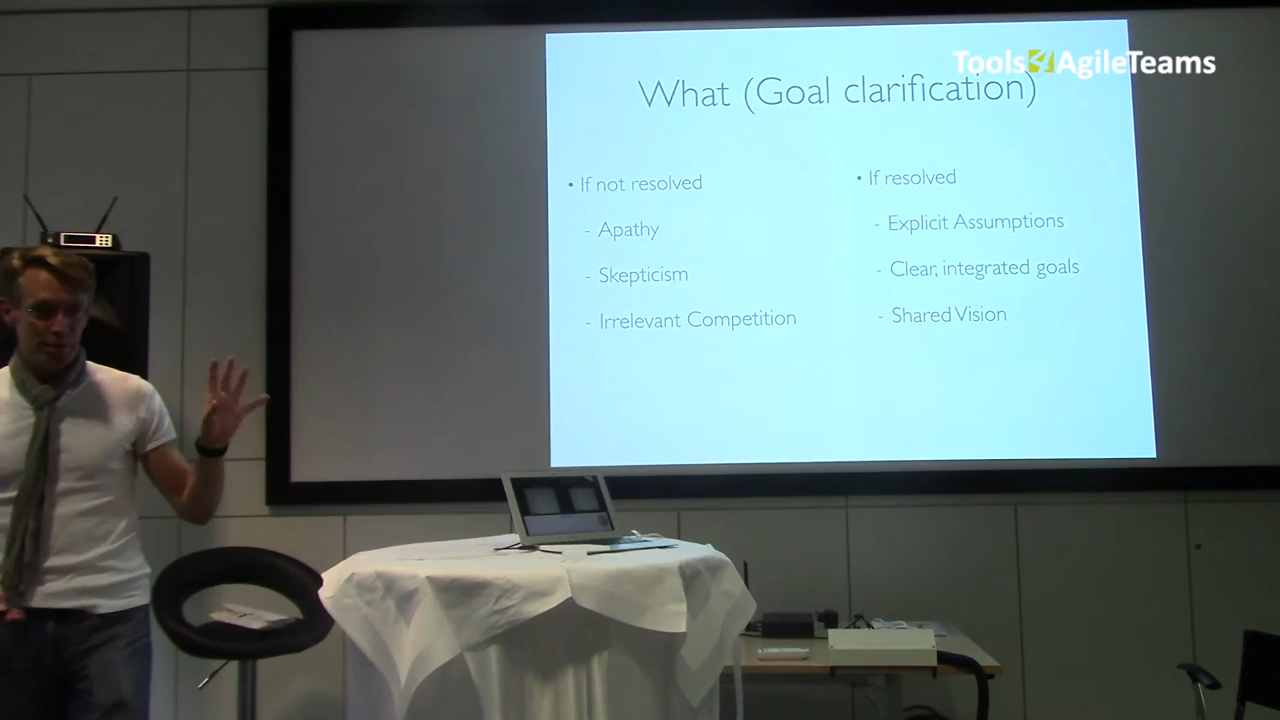 Tools4AgileTeams
What (Goal clarification)
• If not resolved
- Apathy
- Skepticism
- Irrelevant Competition
• If resolved
- Explicit Assumptions
- Clear, integrated goals
- Shared Vision